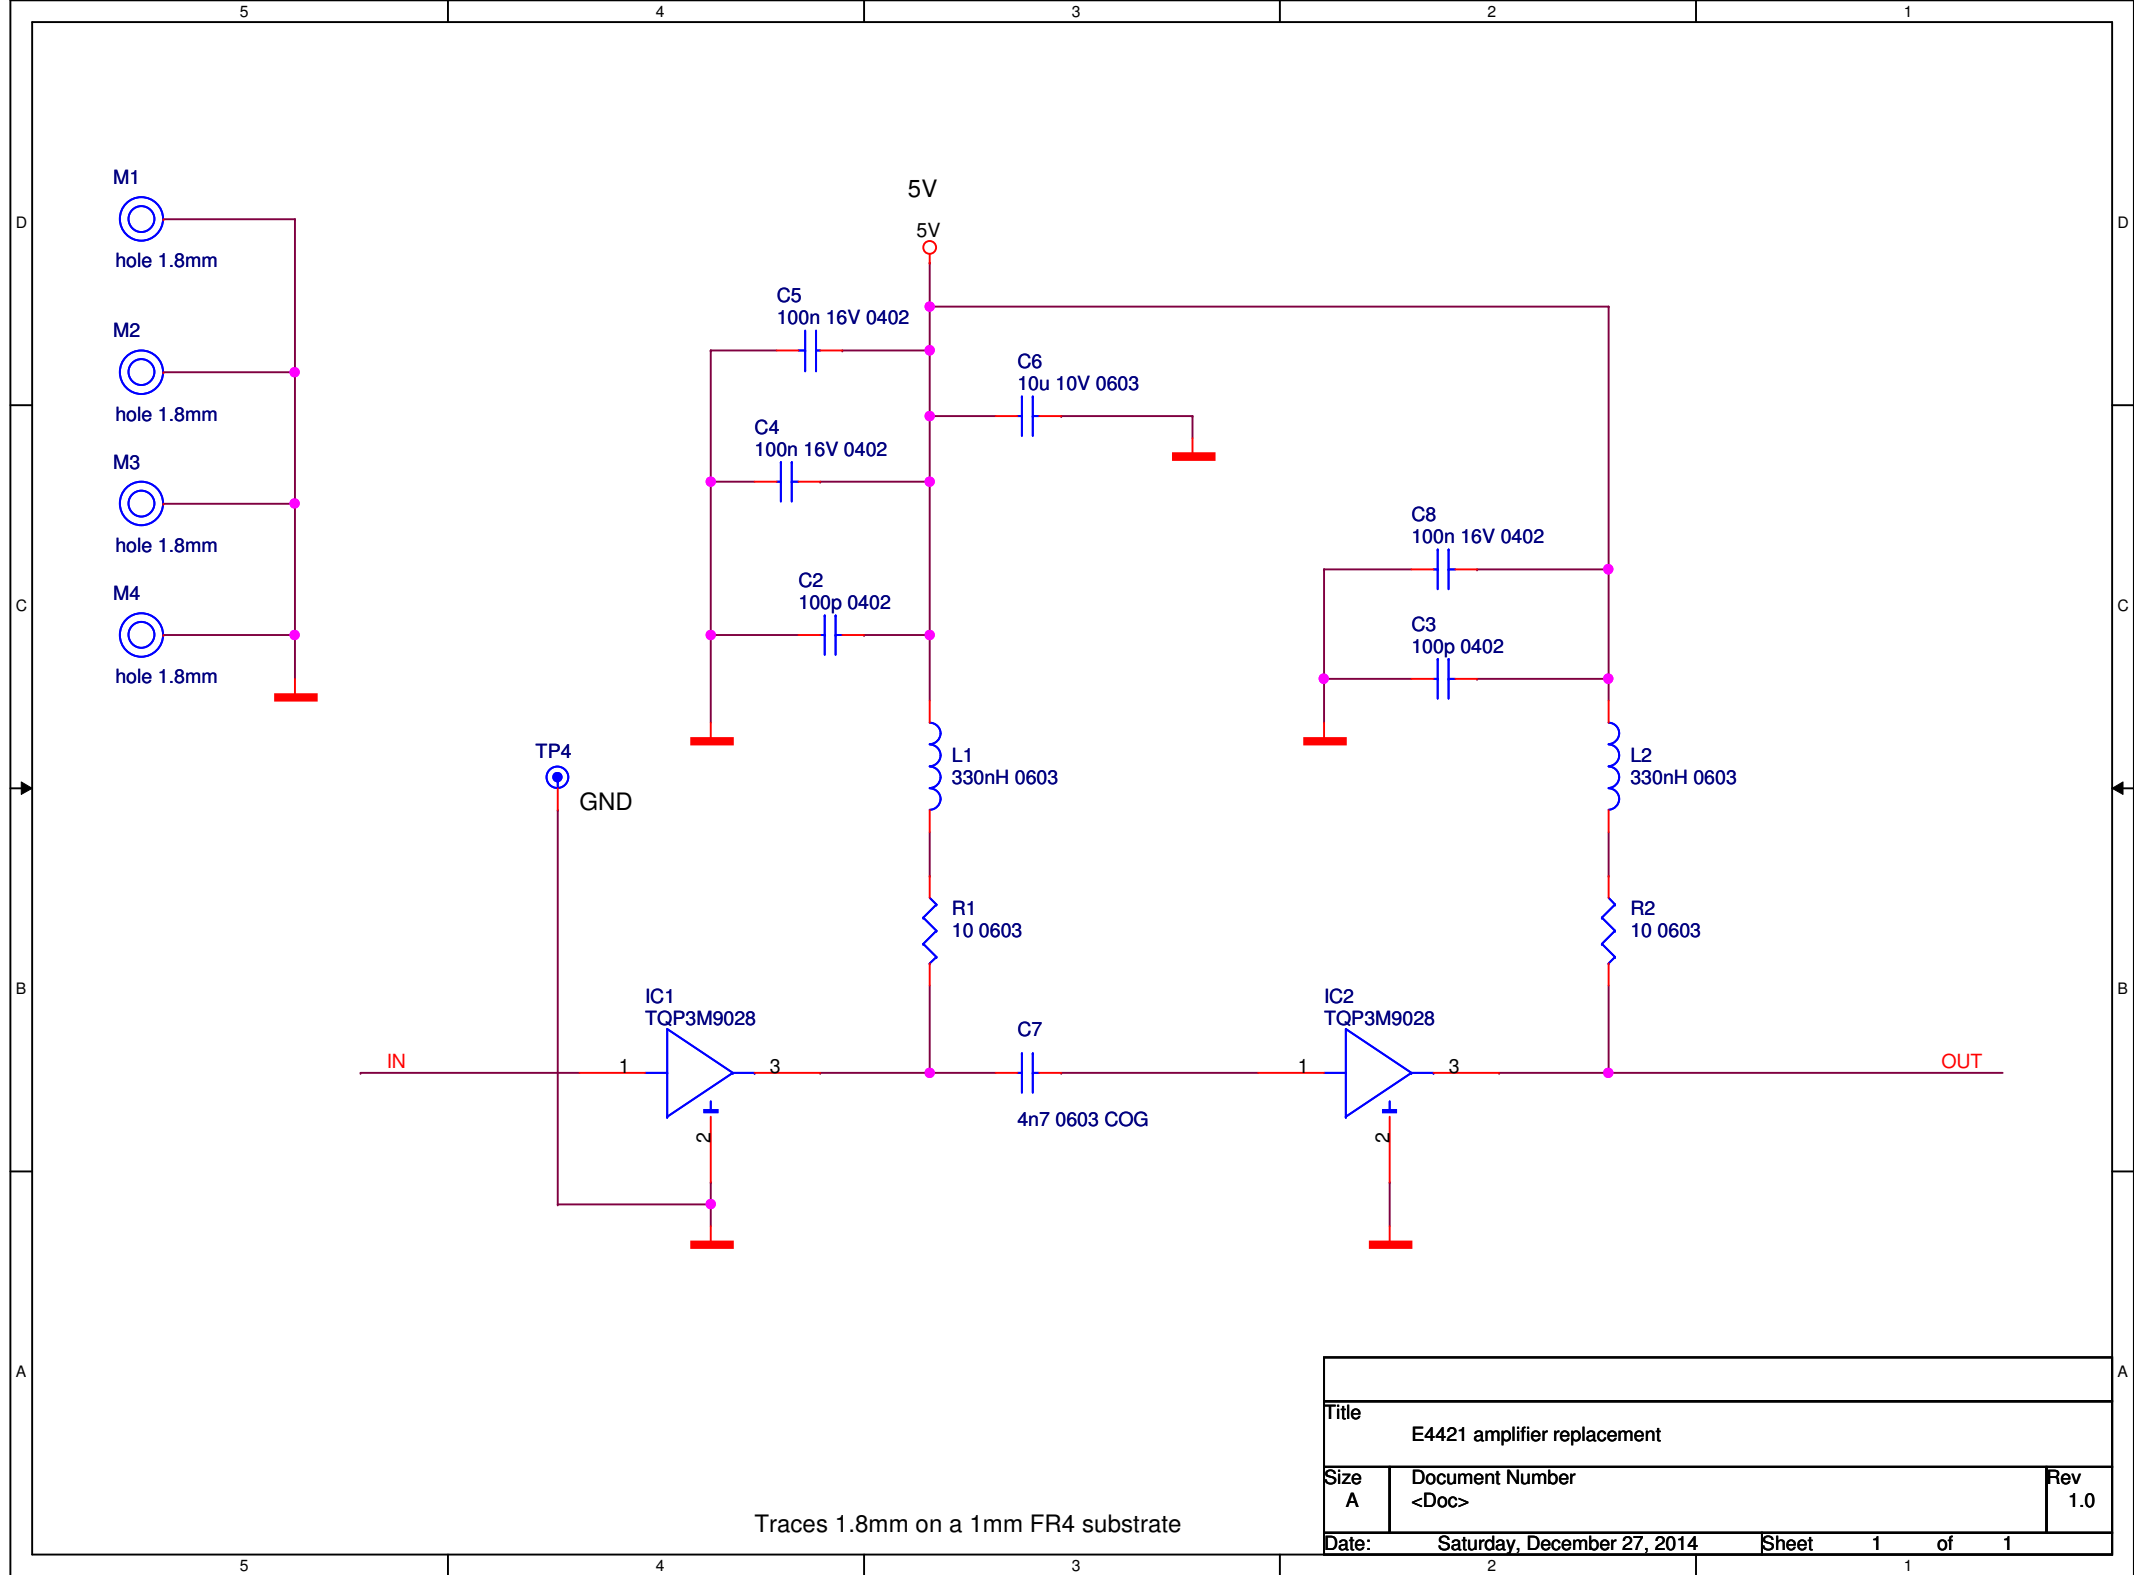 5 4 3 2 1
D D
M1
hole 1.8mm
M2
hole 1.8mm
M3
hole 1.8mm
M4
hole 1.8mm
5V
5V
C5
100n 16V 0402
C6
10u 10V 0603
C4
100n 16V 0402
C8
100n 16V 0402
C2
100p 0402
C3
100p 0402
C C
TP4
GND
L1
330nH 0603
L2
330nH 0603
R1
10 0603
R2
10 0603
B B
IC1
TQP3M9028
IC2
TQP3M9028
C7
4n7 0603 COG
IN
1 3
2
1 3
2
OUT
A A
Title
E4421 amplifier replacement
Size
A
Document Number
<Doc>
Rev
1.0
Date: Saturday, December 27, 2014 Sheet 1 of 1
Traces 1.8mm on a 1mm FR4 substrate
5 4 3 2 1